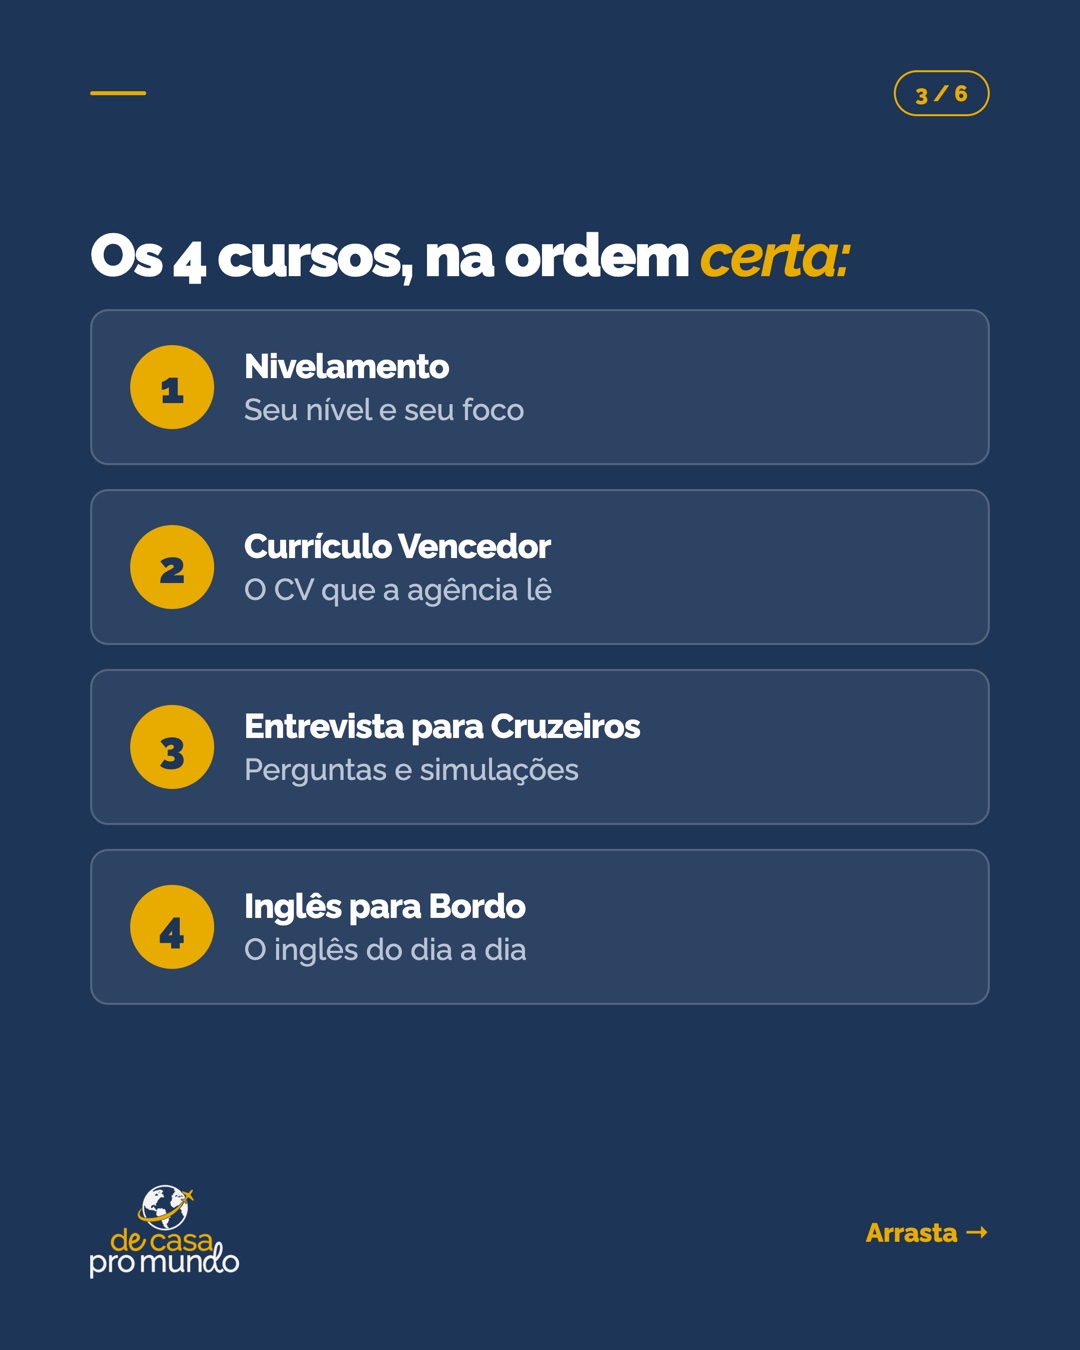 3 / 6
Os 4 cursos, na ordem certa:
1
Nivelamento
Seu nível e seu foco
2
Currículo Vencedor
O CV que a agência lê
3
Entrevista para Cruzeiros
Perguntas e simulações
4
Inglês para Bordo
O inglês do dia a dia
de casa
pro mundo
Arrasta →